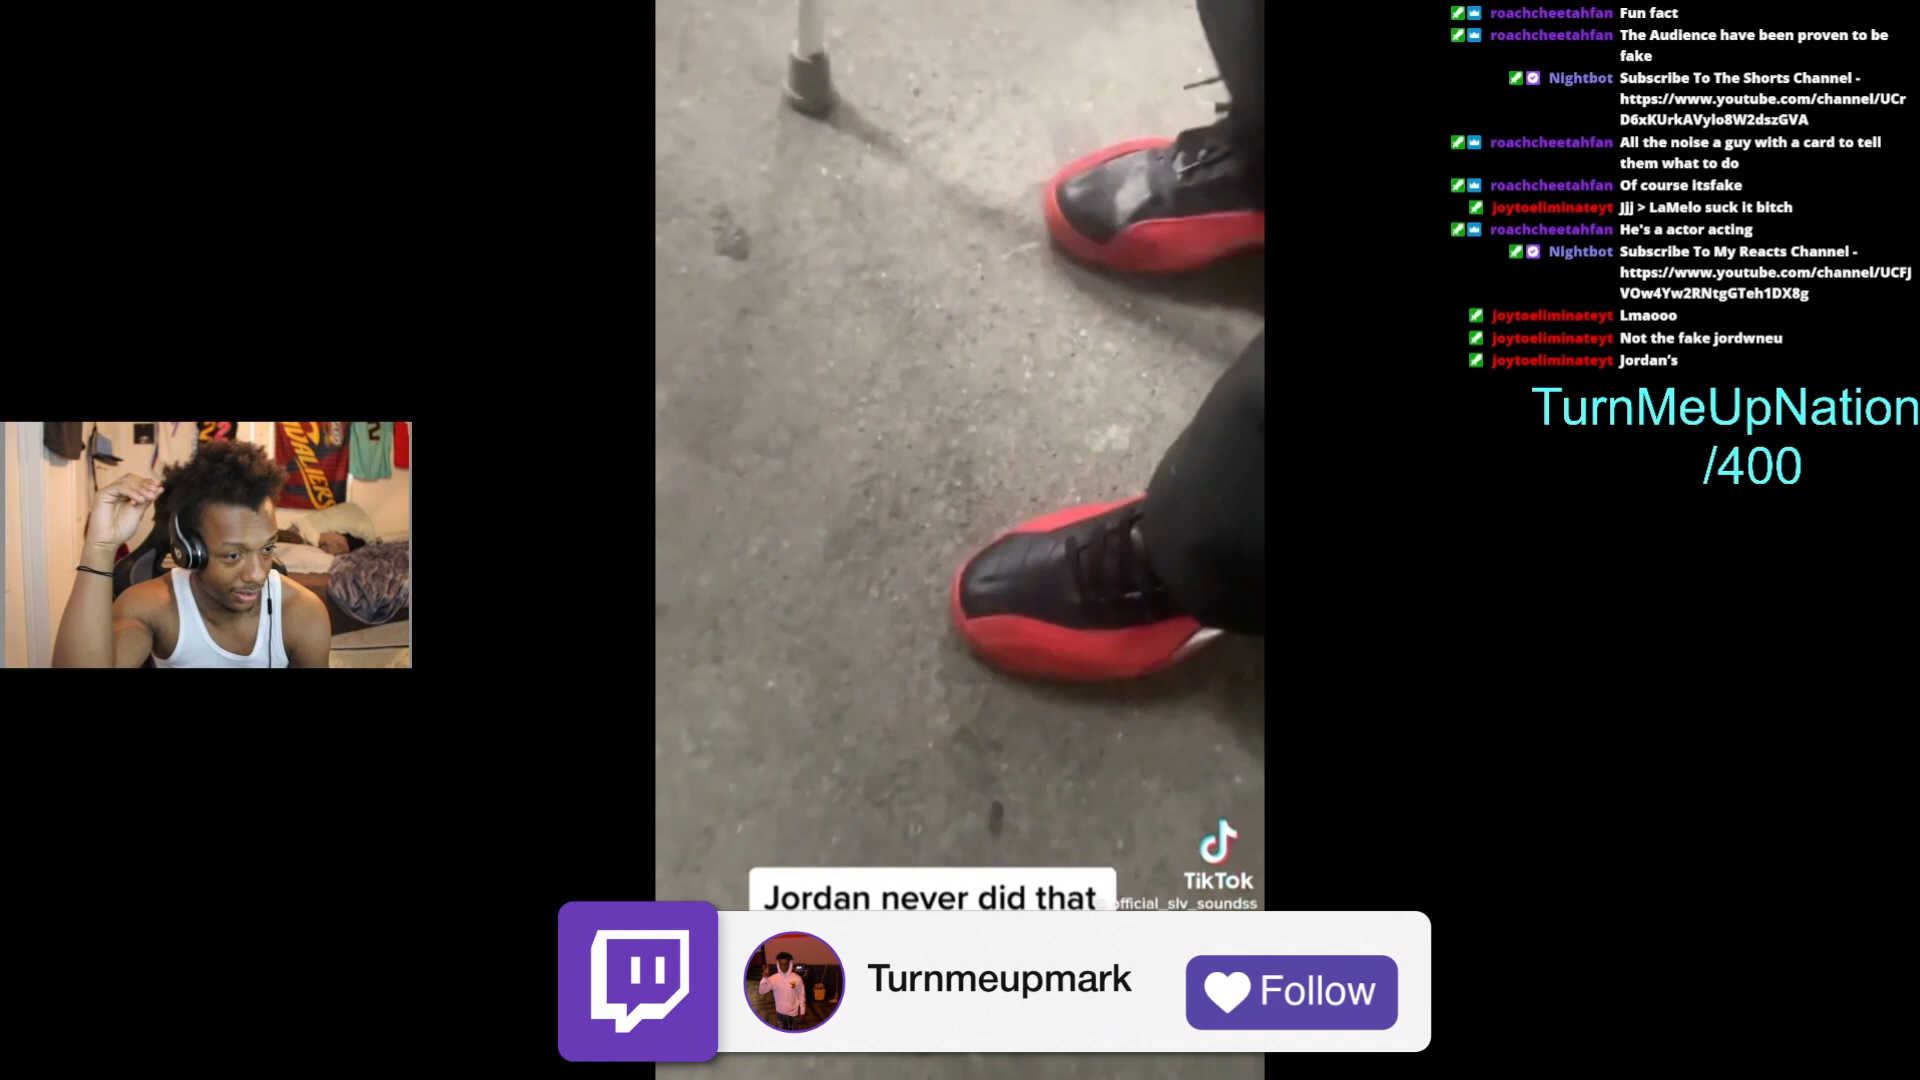 roachcheetahfan Fun fact
roachcheetahfan The Audience have been proven to be
fake
Nightbot Subscribe To The Shorts Channel -
https://www.youtube.com/channel/UCr
D6xKUrkAVylo8W2dszGVA
roachcheetahfan All the noise a guy with a card to tell
them what to do
roachcheetahfan Of course itsfake
joytoeliminateyt Jjj > LaMelo suck it bitch
roachcheetahfan He's a actor acting
Nightbot Subscribe To My Reacts Channel -
https://www.youtube.com/channel/UCFJ
VOw4Yw2RNtgGTeh1DX8g
joytoeliminateyt Lmaooo
joytoeliminateyt Not the fake jordwneu
joytoeliminateyt Jordan's
TurnMeUpNation
/400
2
TikTok
Jordan never did that
official_slv_soundss
Turnmeupmark
Follow